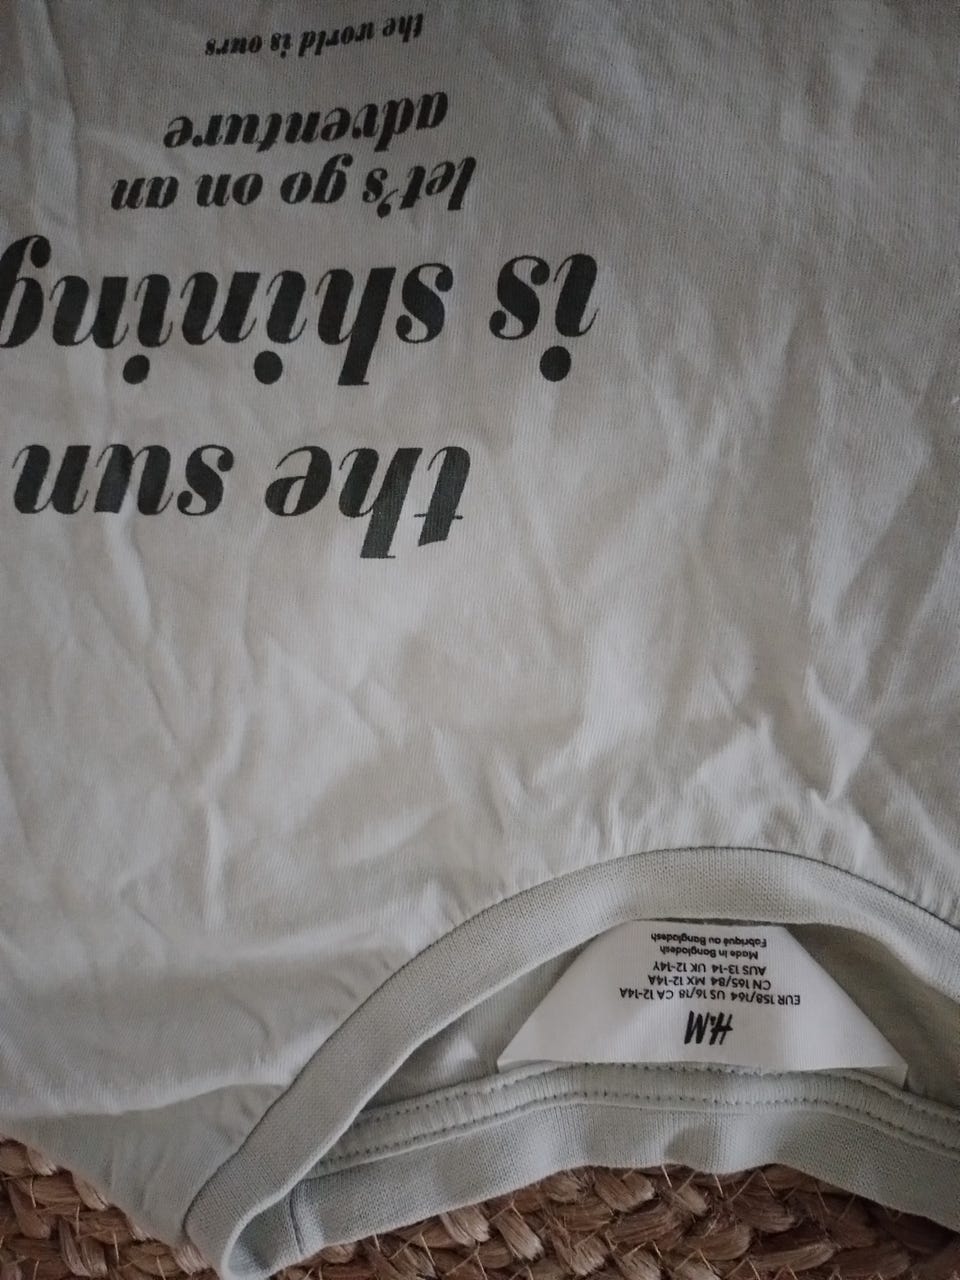 H&M
EUR 158/164 US 16/18 CA 12-14A
CN 165/84 MX 12-14A
AUS 13-14 UK 12-14Y
Made in Bangladesh
Fabriqué au Bangladesh
the sun
is shining
let's go on an
adventure
the world is ours